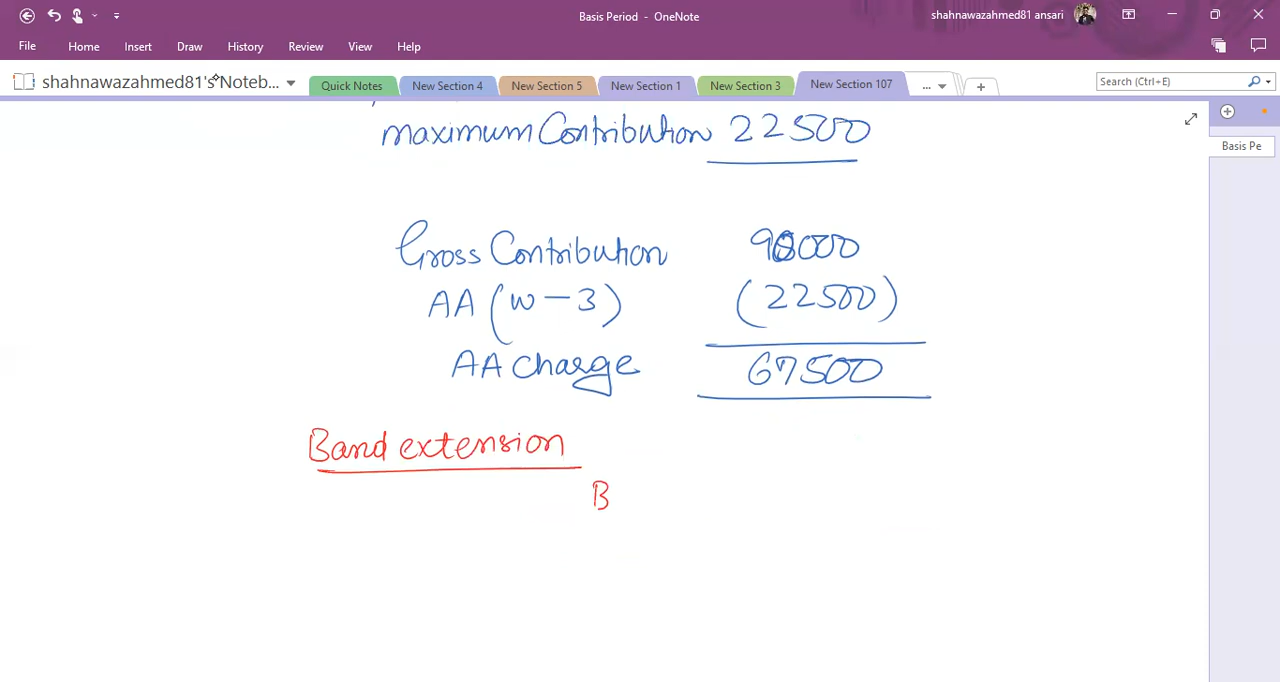 Basis Period - OneNote
shahnawazahmed81 ansari
File Home Insert Draw History Review View Help
shahnawazahmed81's Noteb...
Quick Notes New Section 4 New Section 5 New Section 1 New Section 3 New Section 107 ... +
Search (Ctrl+E)
Basis Pe
maximum Contribution 22500
Gross Contribution 90000
AA (W-3) (22500)
AA Charge 67500
Band extension
B